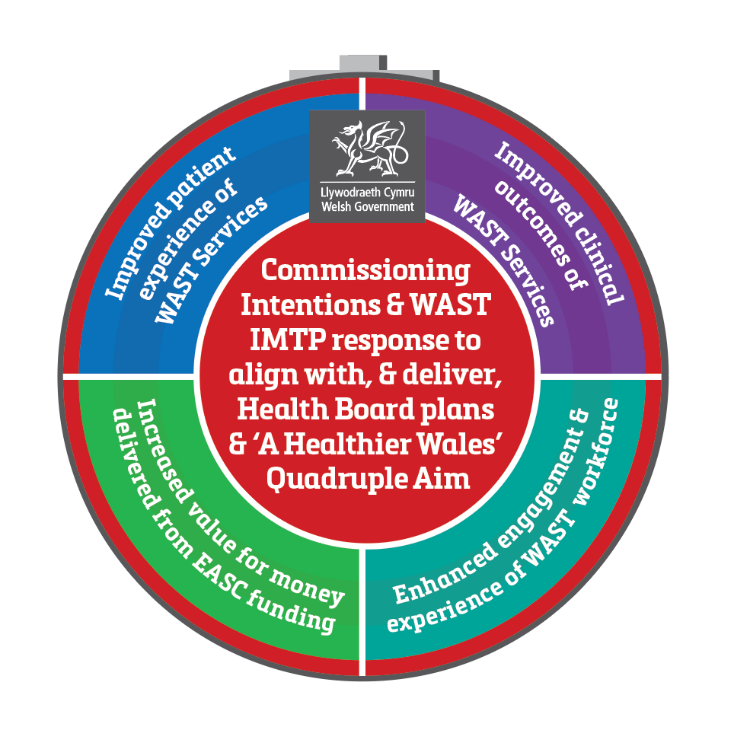 Llywodraeth Cymru
Welsh Government
Improved patient
experience of
WAST Services
Improved clinical
outcomes of
WAST Services
Commissioning
Intentions & WAST
IMTP response to
align with, & deliver,
Health Board plans
& ‘A Healthier Wales’
Quadruple Aim
Increased value for money
delivered from EASC funding
Enhanced engagement &
experience of WAST workforce